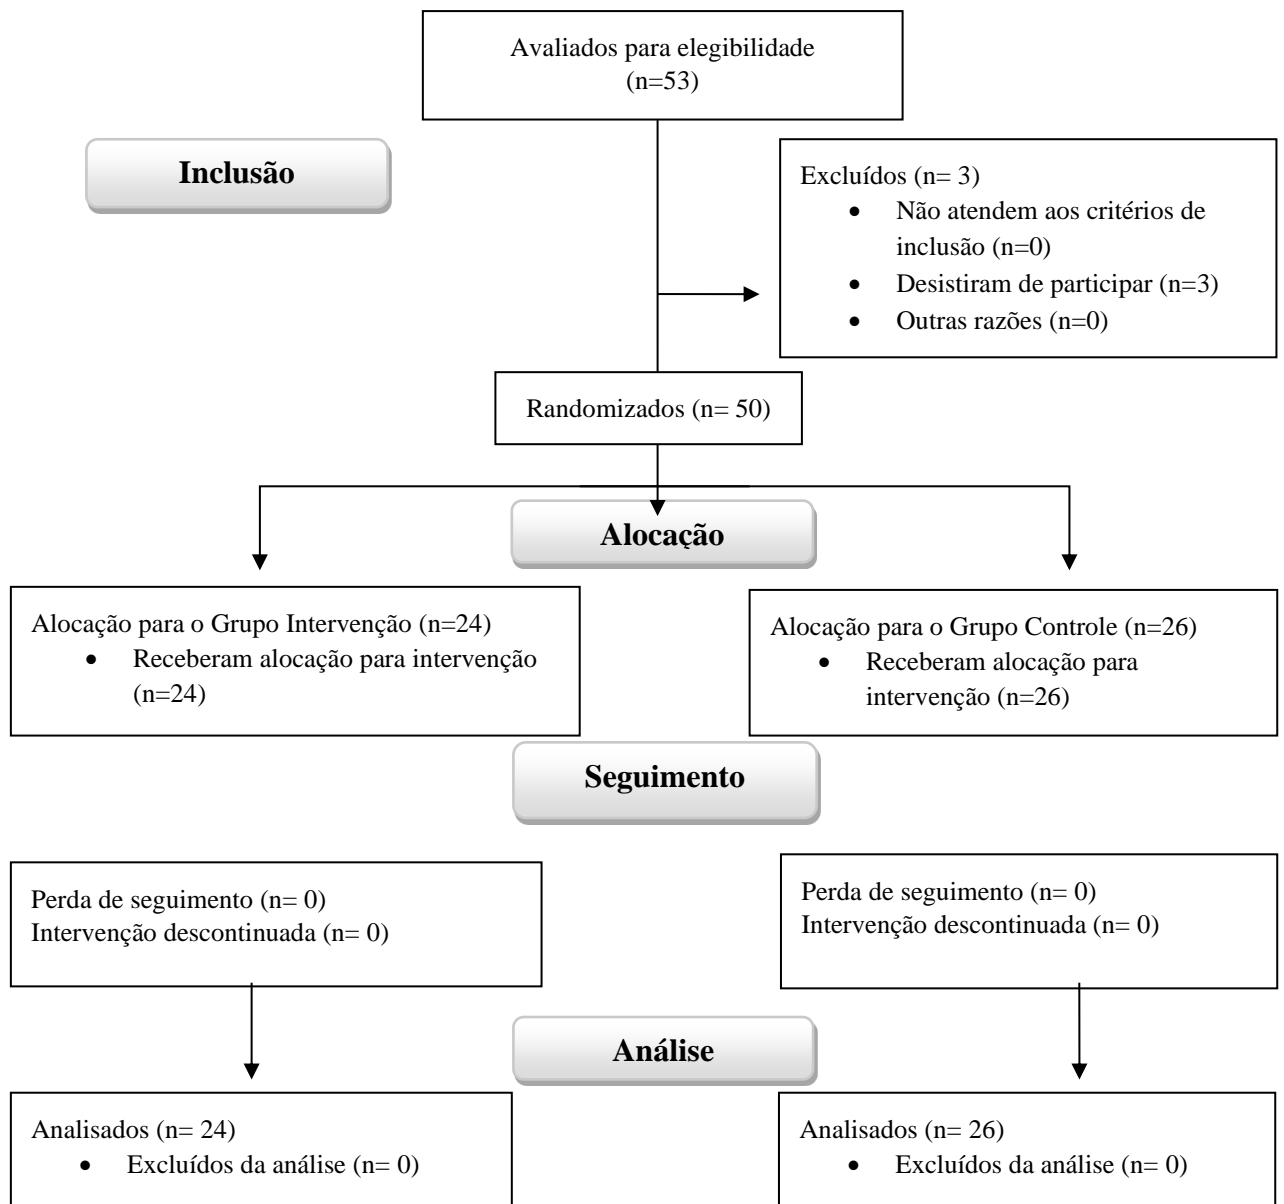 Avaliados para elegibilidade
(n=53)
Inclusão
Excluídos (n= 3)
• Não atendem aos critérios de
inclusão (n=0)
• Desistiram de participar (n=3)
• Outras razões (n=0)
Randomizados (n= 50)
Alocação
Alocação para o Grupo Intervenção (n=24)
• Receberam alocação para intervenção
(n=24)
Alocação para o Grupo Controle (n=26)
• Receberam alocação para
intervenção (n=26)
Seguimento
Perda de seguimento (n= 0)
Intervenção descontinuada (n= 0)
Perda de seguimento (n= 0)
Intervenção descontinuada (n= 0)
Análise
Analisados (n= 24)
• Excluídos da análise (n= 0)
Analisados (n= 26)
• Excluídos da análise (n= 0)